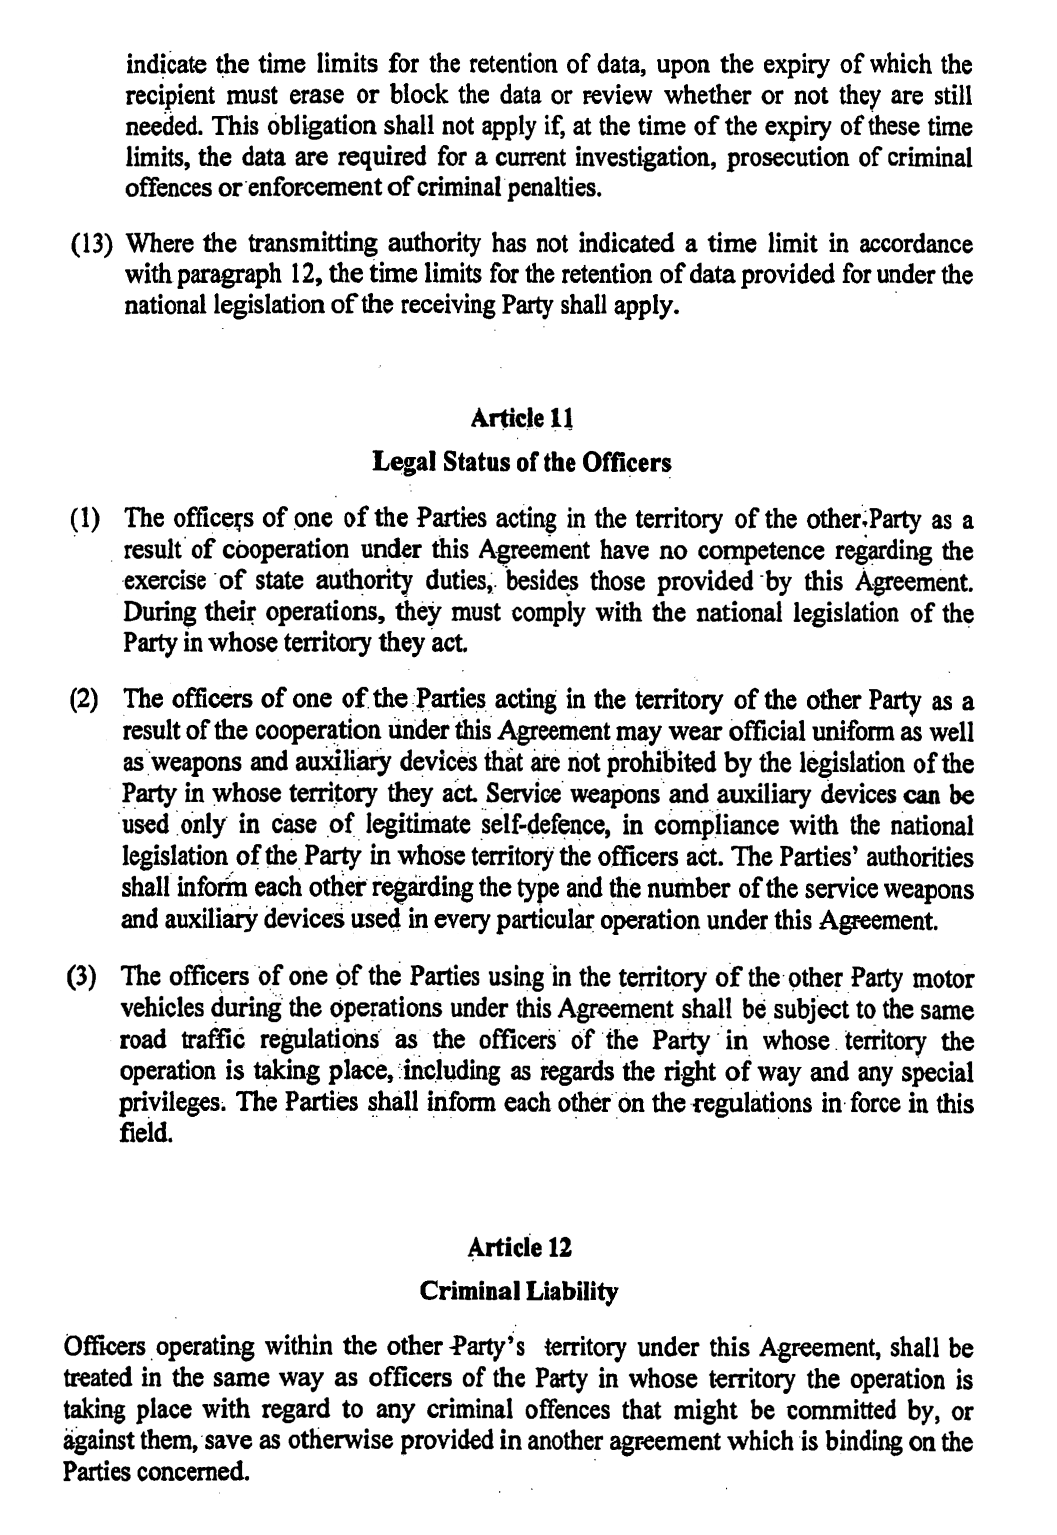 indicate the time limits for the retention of data, upon the expiry of which the
recipient must erase or block the data or review whether or not they are still
needed. This obligation shall not apply if, at the time of the expiry of these time
limits, the data are required for a current investigation, prosecution of criminal
offences or enforcement of criminal penalties.
(13) Where the transmitting authority has not indicated a time limit in accordance
with paragraph 12, the time limits for the retention of data provided for under the
national legislation of the receiving Party shall apply.
Article 11
Legal Status of the Officers
(1) The officers of one of the Parties acting in the territory of the other Party as a
result of cooperation under this Agreement have no competence regarding the
exercise of state authority duties, besides those provided by this Agreement.
During their operations, they must comply with the national legislation of the
Party in whose territory they act.
(2) The officers of one of the Parties acting in the territory of the other Party as a
result of the cooperation under this Agreement may wear official uniform as well
as weapons and auxiliary devices that are not prohibited by the legislation of the
Party in whose territory they act. Service weapons and auxiliary devices can be
used only in case of legitimate self-defence, in compliance with the national
legislation of the Party in whose territory the officers act. The Parties' authorities
shall inform each other regarding the type and the number of the service weapons
and auxiliary devices used in every particular operation under this Agreement.
(3) The officers of one of the Parties using in the territory of the other Party motor
vehicles during the operations under this Agreement shall be subject to the same
road traffic regulations as the officers of the Party in whose territory the
operation is taking place, including as regards the right of way and any special
privileges. The Parties shall inform each other on the regulations in force in this
field.
Article 12
Criminal Liability
Officers operating within the other Party's territory under this Agreement, shall be
treated in the same way as officers of the Party in whose territory the operation is
taking place with regard to any criminal offences that might be committed by, or
against them, save as otherwise provided in another agreement which is binding on the
Parties concerned.